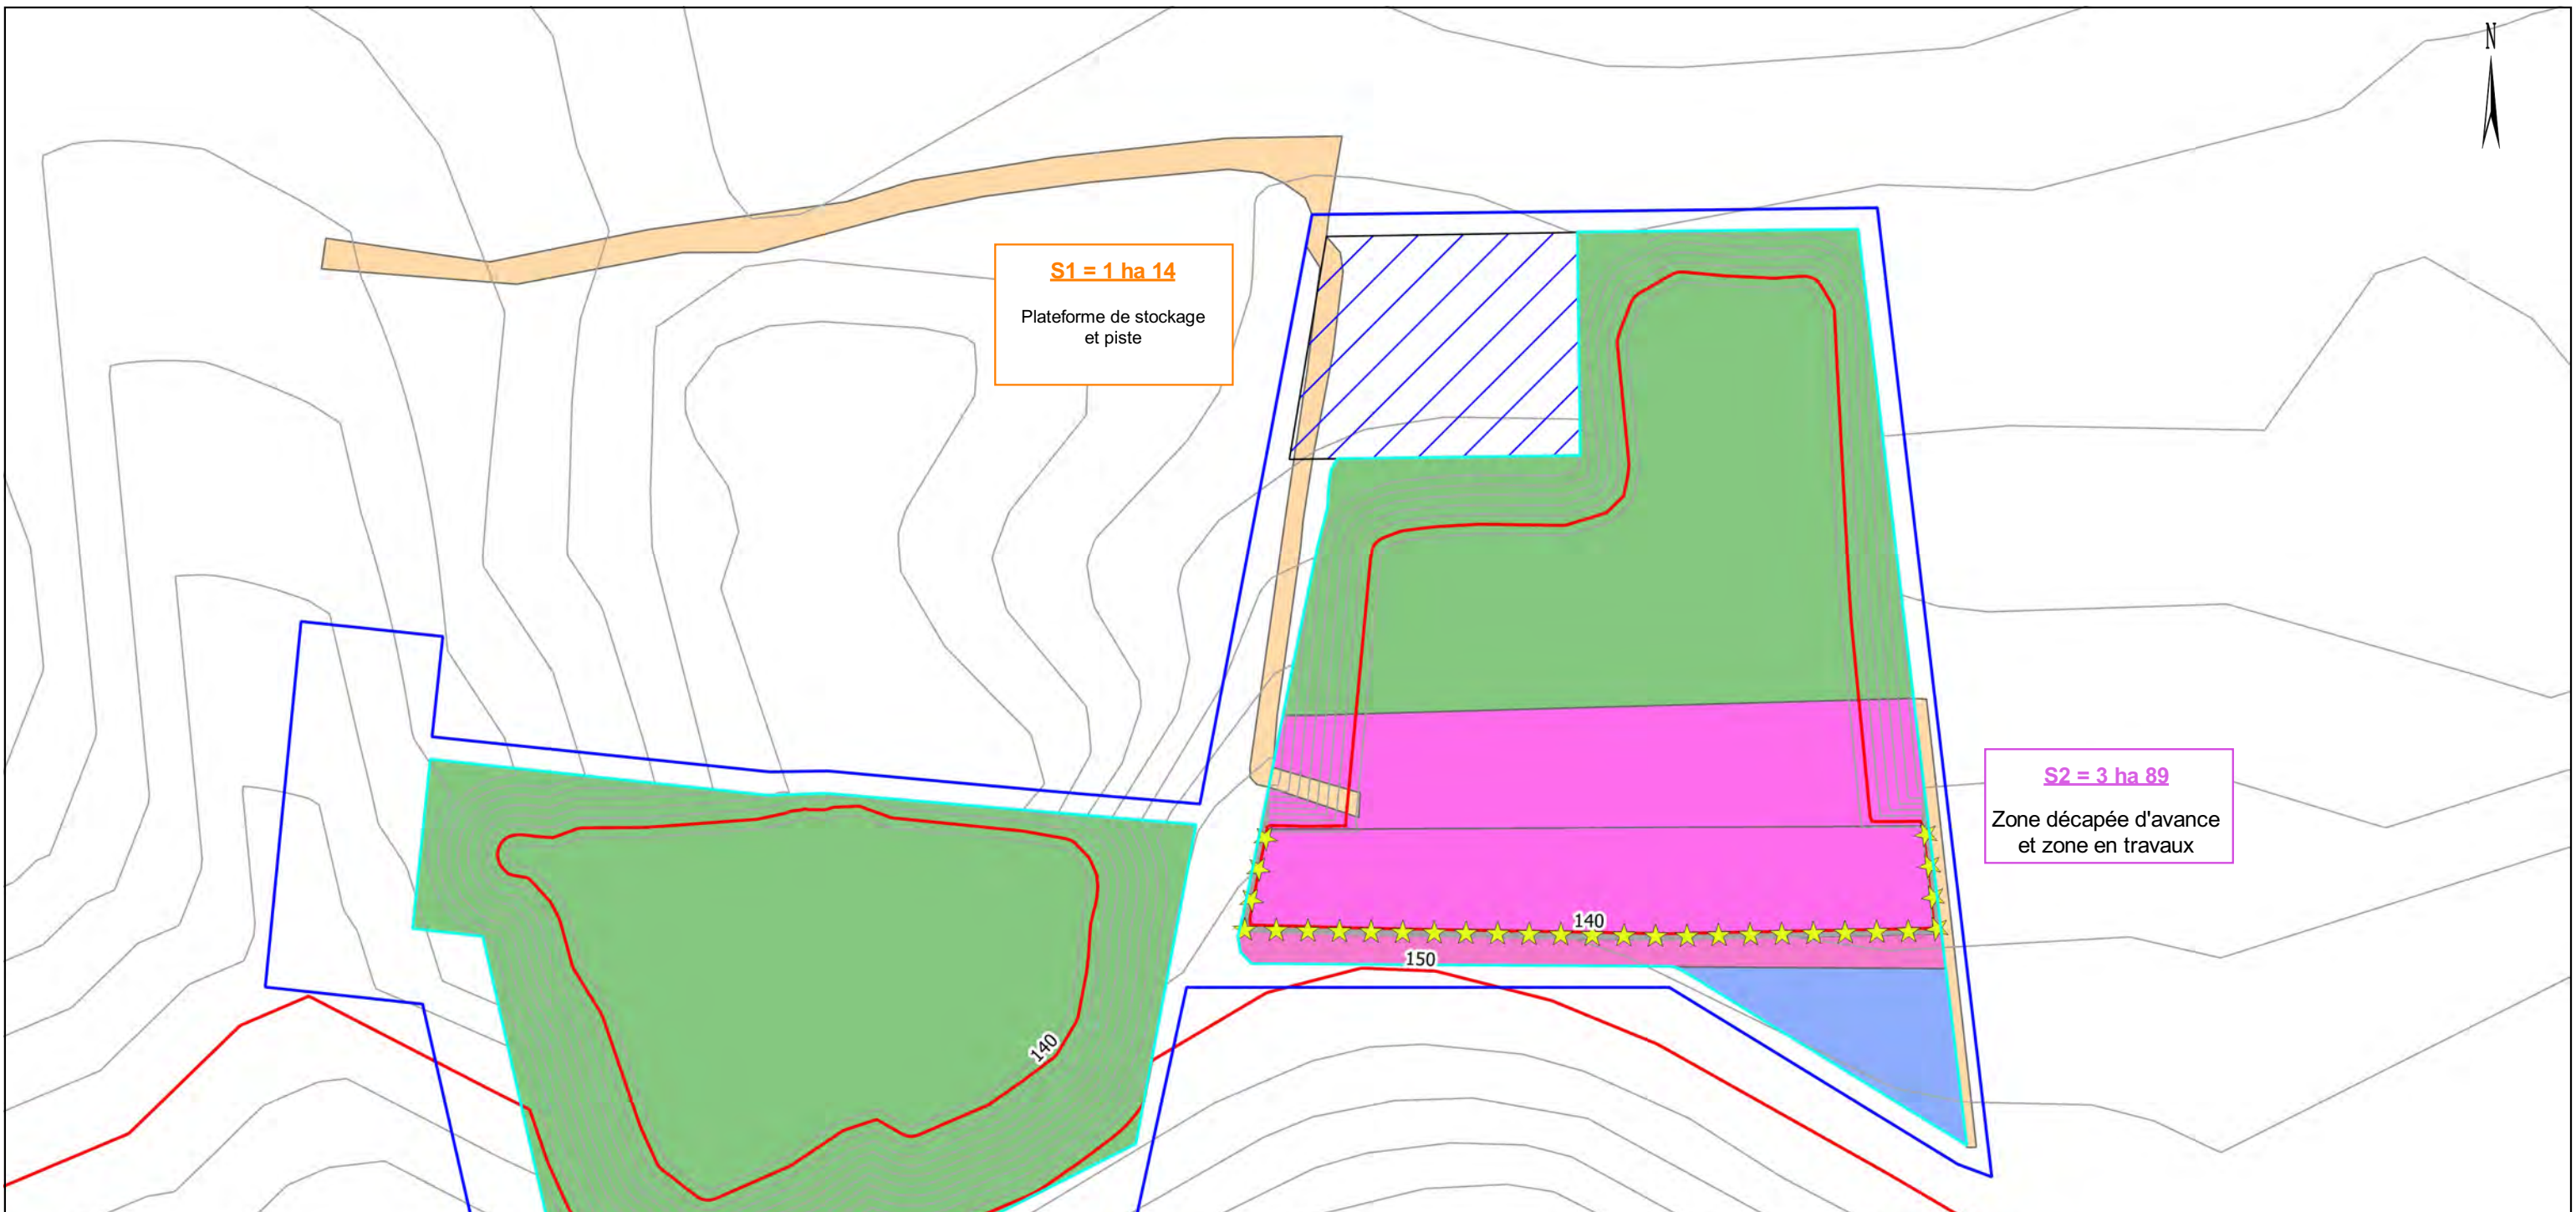 N
S1 = 1 ha 14
Plateforme de stockage
et piste
S2 = 3 ha 89
Zone décapée d'avance
et zone en travaux
140
150
140